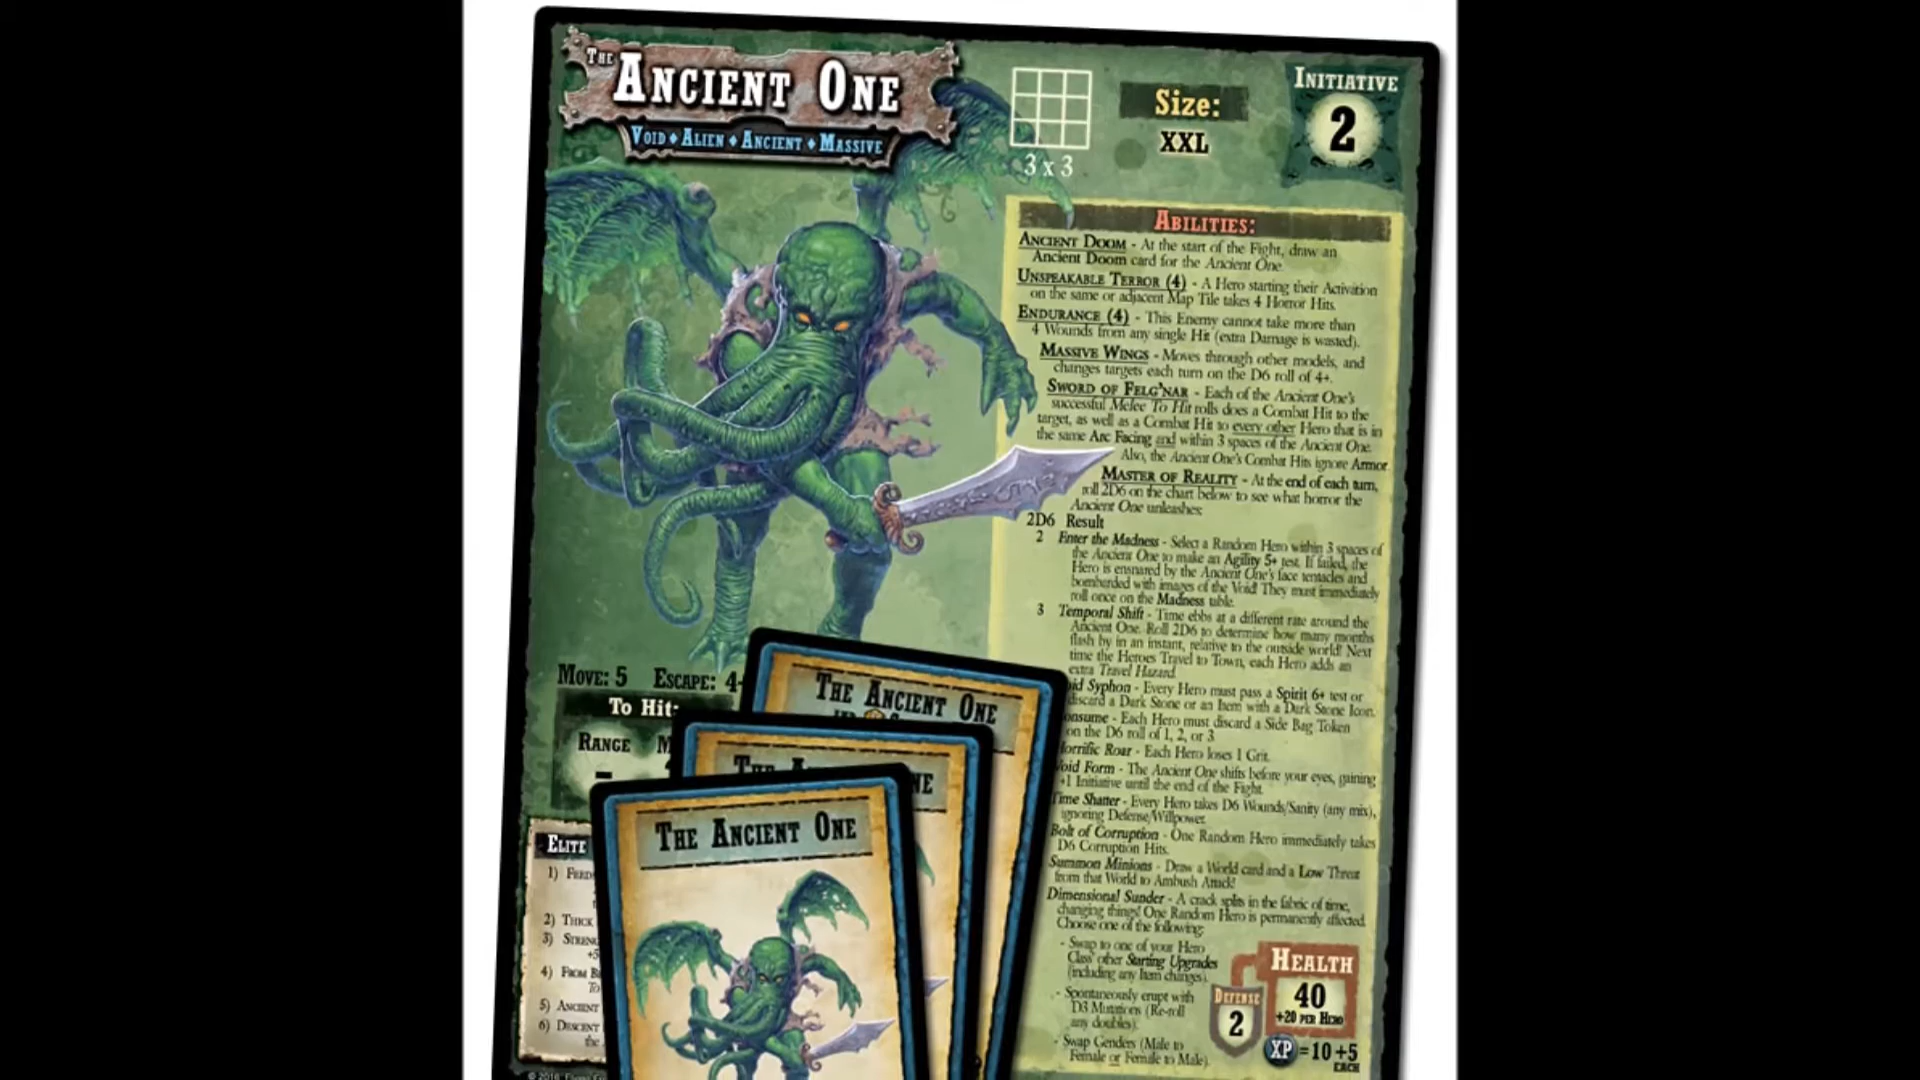 The
Ancient One
Void ♦ Alien ♦ Ancient ♦ Massive
3 x 3
Size:
XXL
Initiative
2
Abilities:
Ancient Doom - At the start of the Fight, draw an
Ancient Doom card for the Ancient One.
Unspeakable Terror (4) - A Hero starting their Activation
on the same or adjacent Map Tile takes 4 Horror Hits.
Endurance (4) - This Enemy cannot take more than
4 Wounds from any single Hit (extra Damage is wasted).
Massive Wings - Moves through other models, and
changes targets each turn on the D6 roll of 4+.
Sword of Felg'nar - Each of the Ancient One's
successful Melee To Hit rolls does a Combat Hit to the
target, as well as a Combat Hit to every other Hero that is in
the same Arc Facing and within 3 spaces of the Ancient One.
Also, the Ancient One's Combat Hits ignore Armor.
Master of Reality - At the end of each turn,
roll 2D6 on the chart below to see what horror the
Ancient One unleashes:
2D6 Result
2 Enter the Madness - Select a Random Hero within 3 spaces of
the Ancient One to make an Agility 5+ test. If failed, the
Hero is ensnared by the Ancient One's face tentacles and
bombarded with images of the Void! They must immediately
roll once on the Madness table.
3 Temporal Shift - Time ebbs at a different rate around the
Ancient One. Roll 2D6 to determine how many months
flash by in an instant, relative to the outside world! Next
time the Heroes Travel to Town, each Hero adds an
extra Travel Hazard.
oid Syphon - Every Hero must pass a Spirit 6+ test or
discard a Dark Stone or an Item with a Dark Stone Icon.
onsume - Each Hero must discard a Side Bag Token
on the D6 roll of 1, 2, or 3.
Horrific Roar - Each Hero loses 1 Grit.
Void Form - The Ancient One shifts before your eyes, gaining
+1 Initiative until the end of the Fight.
Time Shatter - Every Hero takes D6 Wounds/Sanity (any mix),
ignoring Defense/Willpower.
Bolt of Corruption - One Random Hero immediately takes
D6 Corruption Hits.
Summon Minions - Draw a World card and a Low Threat
from that World to Ambush Attack!
Dimensional Sunder - A crack splits in the fabric of time,
changing things! One Random Hero is permanently affected.
Choose one of the following:
- Swap to one of your Hero
Class' other Starting Upgrades
(including any Item changes).
- Spontaneously erupt with
D3 Mutations (Re-roll
any doubles).
- Swap Genders (Male to
Female or Female to Male).
Defense
2
Health
40
+20 per Hero
XP = 10 +5
each
Move: 5 Escape: 4+
To Hit:
Range M
-
Elite
1) Feed
2) Thick
3) Streng
+5
4) From B
To
5) Ancient
6) Descent
the
© 2016
The Ancient One
The A NE
The Ancient One